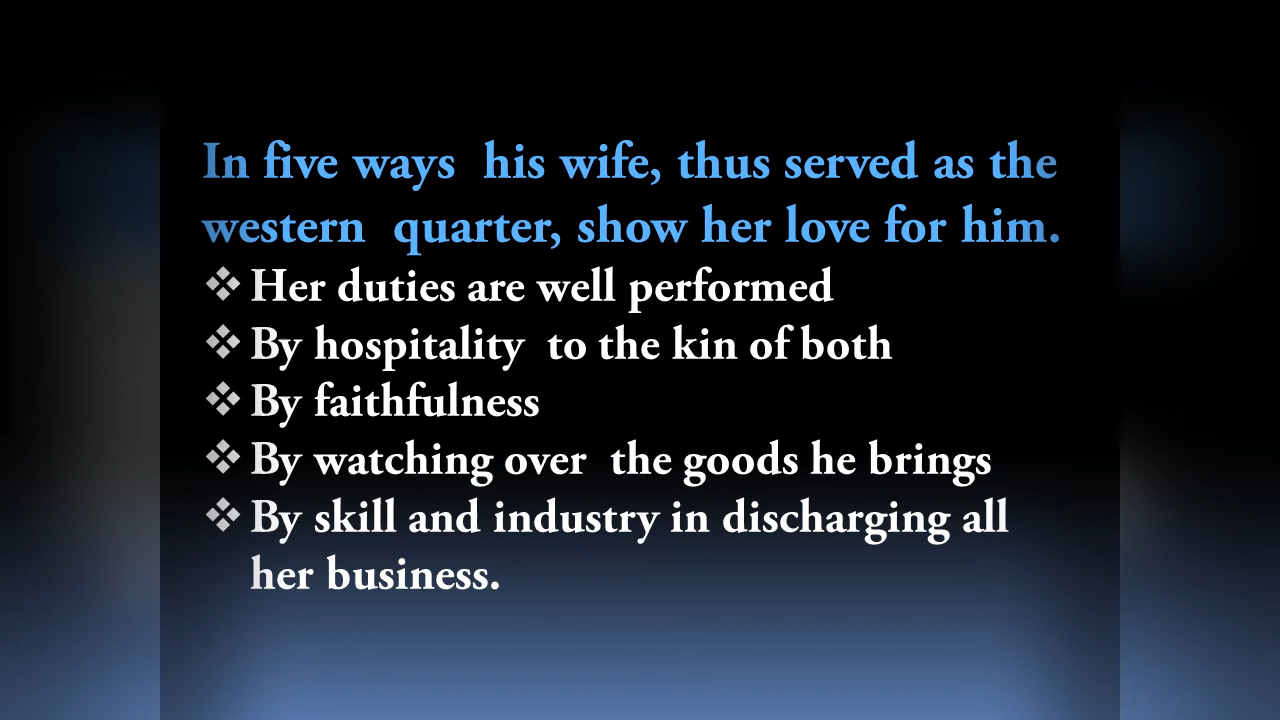 In five ways his wife, thus served as the
western quarter, show her love for him.
❖ Her duties are well performed
❖ By hospitality to the kin of both
❖ By faithfulness
❖ By watching over the goods he brings
❖ By skill and industry in discharging all
her business.